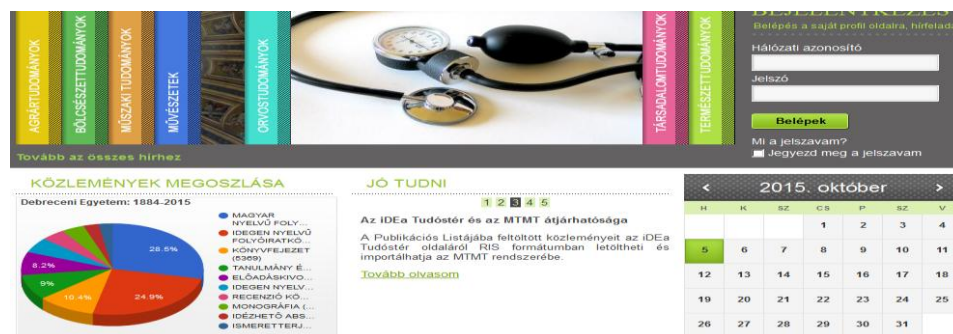 AGRÁRTUDOMÁNYOK
BÖLCSÉSZETTUDOMÁNYOK
MŰSZAKI TUDOMÁNYOK
MŰVÉSZETEK
ORVOSTUDOMÁNYOK
TÁRSADALOMTUDOMÁNYOK
TERMÉSZETTUDOMÁNYOK
BEJELENTKEZÉS
Belépés a saját profil oldalra, hírfelada
Hálózati azonosító
Jelszó
Belépek
Mi a jelszavam?
Jegyezd meg a jelszavam
Tovább az összes hírhez
KÖZLEMÉNYEK MEGOSZLÁSA
Debreceni Egyetem: 1884-2015
28.6%
24.9%
10.4%
9%
8.2%
MAGYAR
NYELVŰ FOLY...
IDEGEN NYELVŰ
FOLYÓIRATKÖ...
KÖNYVFEJEZET
(5369)
TANULMÁNY É...
ELŐADÁSKIVO...
IDEGEN NYELV...
RECENZIÓ KÖ...
MONOGRÁFIA (...
IDÉZHETŐ ABS...
ISMERETTERJ...
JÓ TUDNI
1 2 3 4 5
Az iDEa Tudóstér és az MTMT átjárhatósága
A Publikációs Listájába feltöltött közleményeit az iDEa
Tudóstér oldaláról RIS formátumban letöltheti és
importálhatja az MTMT rendszerébe.
Tovább olvasom
< 2015. október >
H K SZ CS P SZ V
1 2 3 4
5 6 7 8 9 10 11
12 13 14 15 16 17 18
19 20 21 22 23 24 25
26 27 28 29 30 31